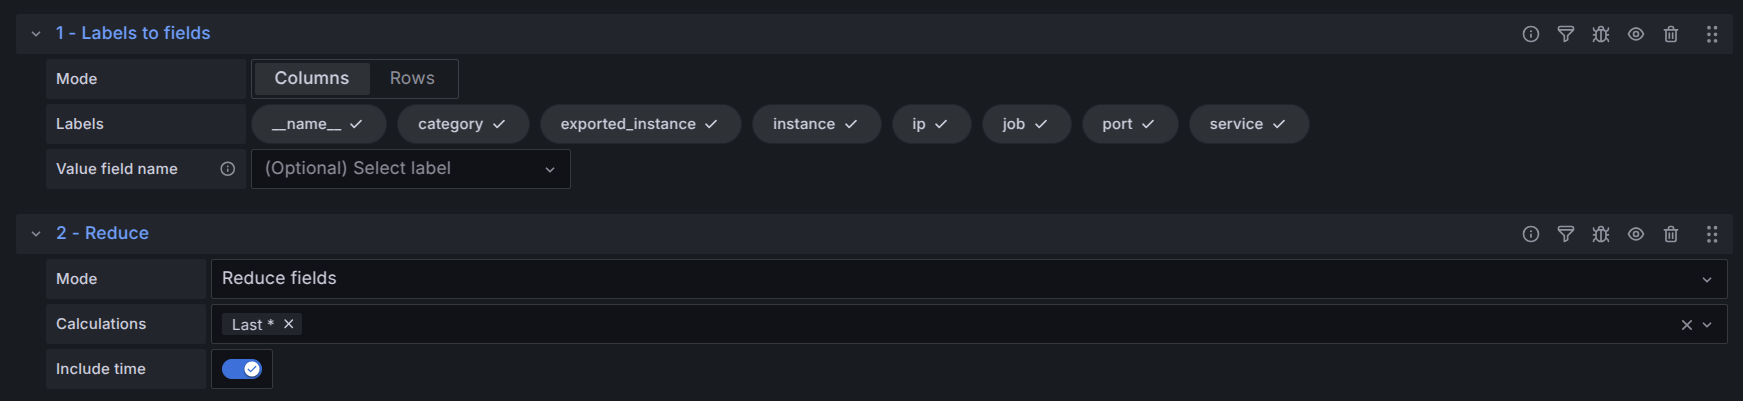 1 - Labels to fields
Mode Columns Rows
Labels __name__ category exported_instance instance ip job port service
Value field name (Optional) Select label
2 - Reduce
Mode Reduce fields
Calculations Last *
Include time